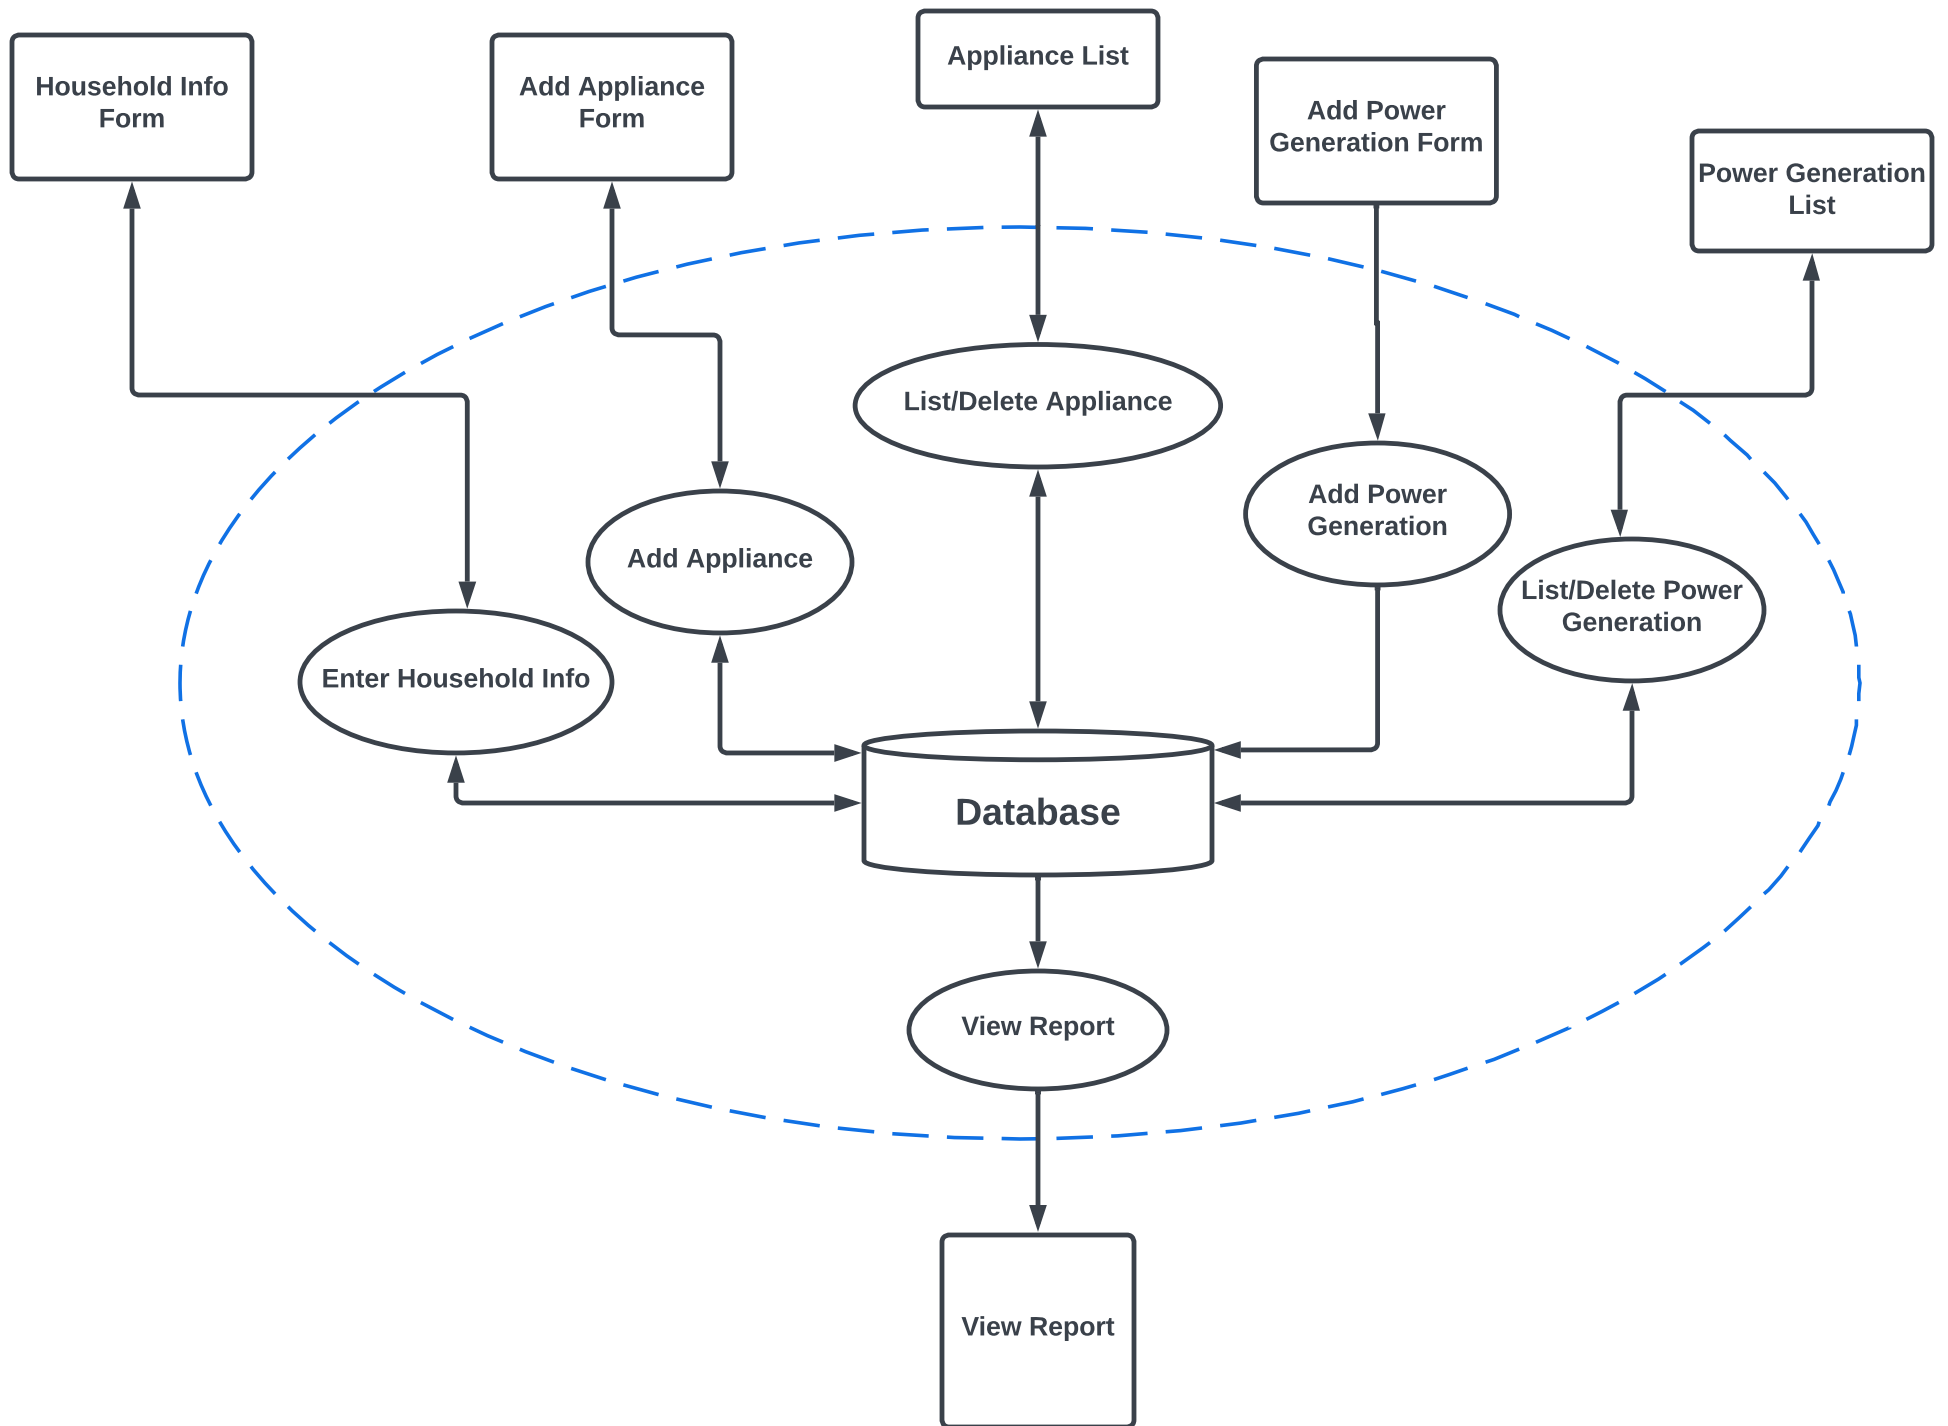 Household Info
Form
Add Appliance
Form
Appliance List
Add Power
Generation Form
Power Generation
List
List/Delete Appliance
Add Power
Generation
Add Appliance
List/Delete Power
Generation
Enter Household Info
Database
View Report
View Report